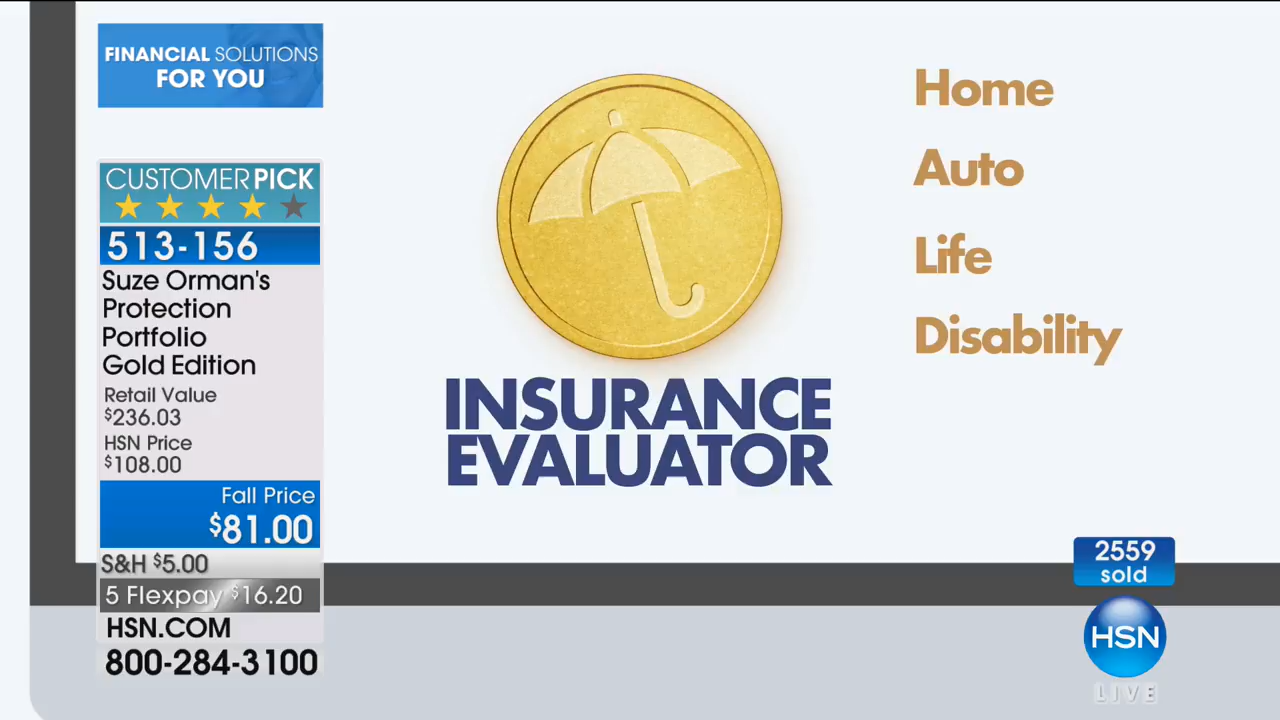 FINANCIAL SOLUTIONS
FOR YOU
CUSTOMER PICK
513-156
Suze Orman's
Protection
Portfolio
Gold Edition
Retail Value
$236.03
HSN Price
$108.00
Fall Price
$81.00
S&H $5.00
5 Flexpay $16.20
HSN.COM
800-284-3100
INSURANCE
EVALUATOR
Home
Auto
Life
Disability
2559
sold
HSN
LIVE